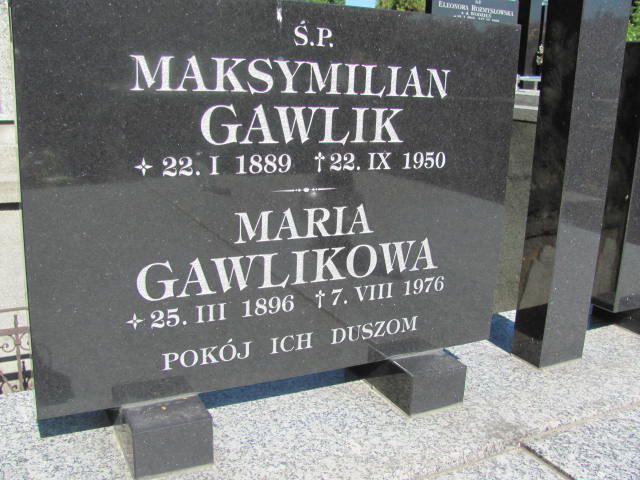 Ś.P.
MAKSYMILIAN
GAWLIK
✧ 22. I 1889 †22. IX 1950
MARIA
GAWLIKOWA
✧25. III 1896 †7. VIII 1976
POKÓJ ICH DUSZOM
ELEONORA ROZMYSŁOWSKA